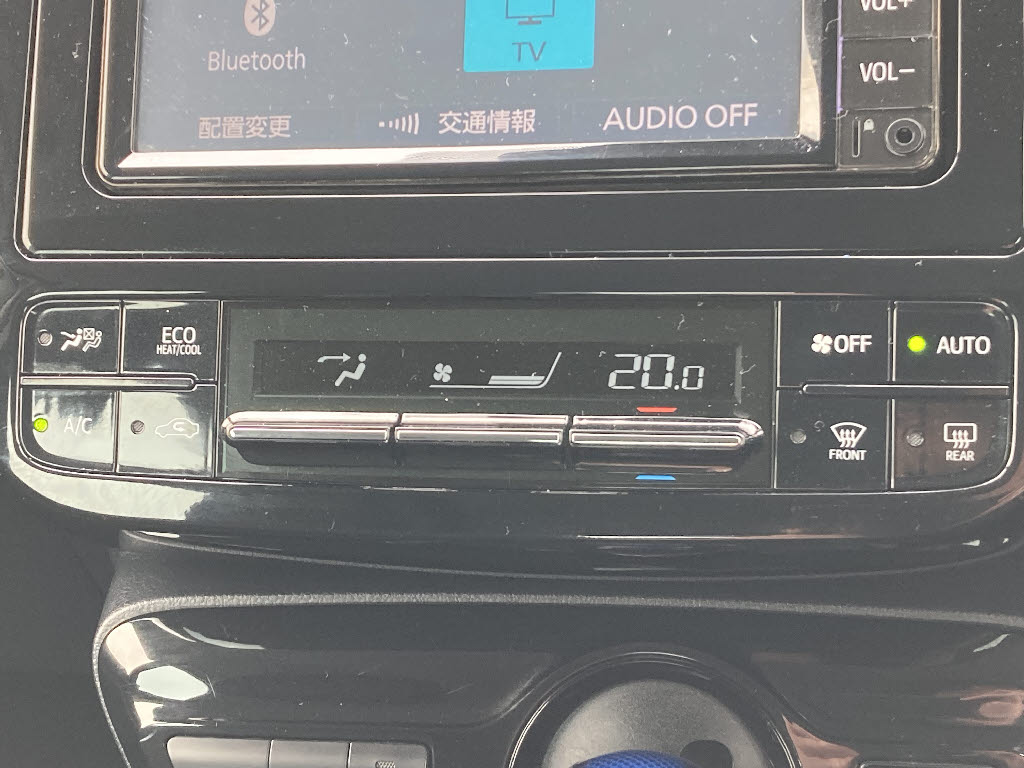 VOL+
Bluetooth
TV
VOL-
配置変更
交通情報
AUDIO OFF
ECO
HEAT/COOL
20.0
OFF
AUTO
A/C
FRONT
REAR